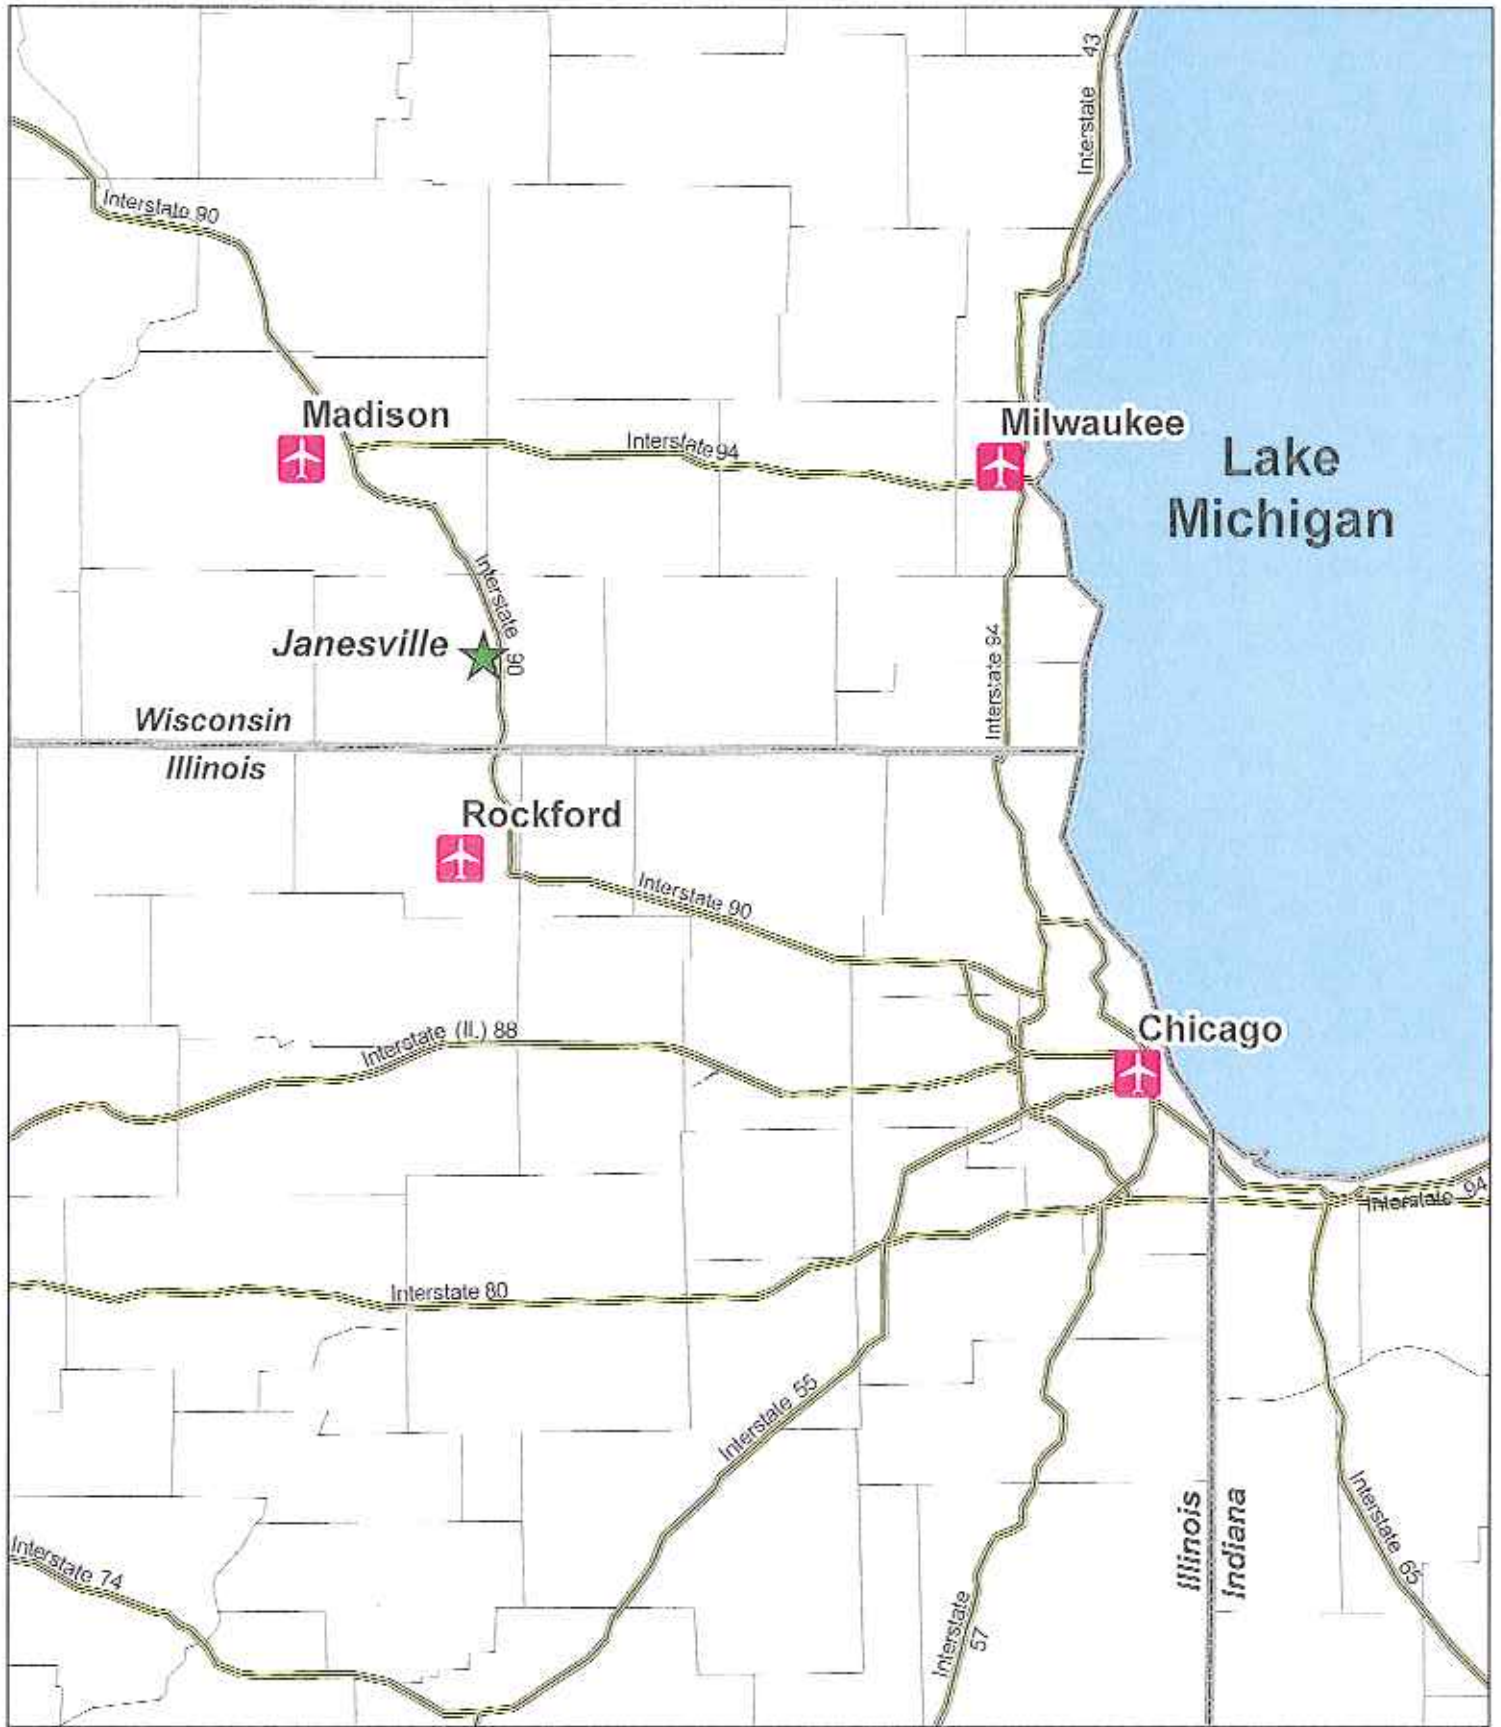 Interstate 43
Interstate 90
Madison
Milwaukee
Interstate 94
Lake
Michigan
Interstate
90
Janesville
Interstate 94
Wisconsin
Illinois
Rockford
Interstate 90
Chicago
Interstate (IL) 88
Interstate 94
Interstate 80
Interstate 55
Illinois
Indiana
Interstate 65
Interstate 74
Interstate
57